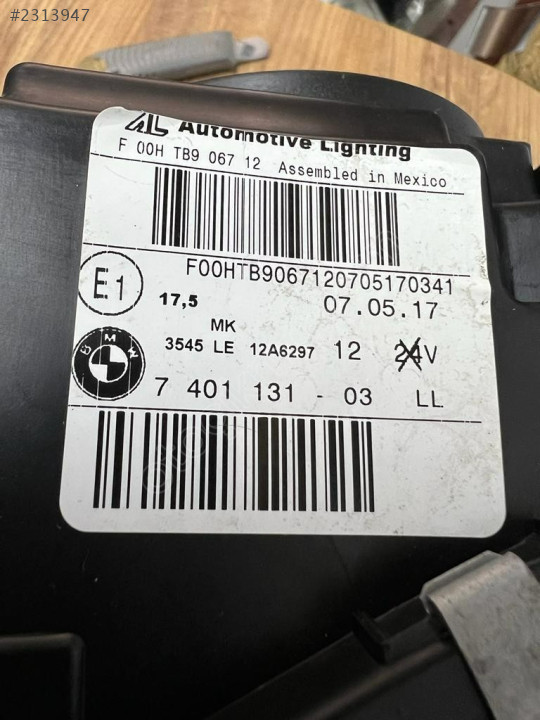 #2313947
AL Automotive Lighting
F 00H TB9 067 12 Assembled in Mexico
F00HTB9067120705170341
E1
17,5
07.05.17
MK
3545 LE 12A6297 12 24V
BMW
7 401 131 - 03 LL